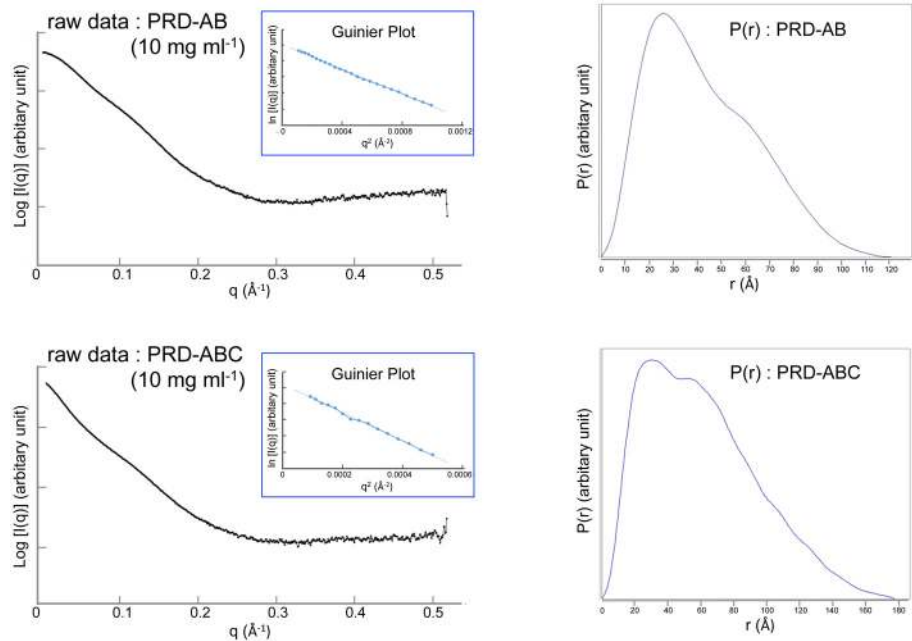 raw data : PRD-AB
(10 mg ml⁻¹)
Log [I(q)] (arbitary unit)
0 0.1 0.2 0.3 0.4 0.5
q (Å⁻¹)
Guinier Plot
ln [I(q)] (arbitary unit)
0 0.0004 0.0008 0.0012
q² (Å⁻²)
P(r) : PRD-AB
P(r) (arbitary unit)
0 10 20 30 40 50 60 70 80 90 100 110 120
r (Å)
raw data : PRD-ABC
(10 mg ml⁻¹)
Log [I(q)] (arbitary unit)
0 0.1 0.2 0.3 0.4 0.5
q (Å⁻¹)
Guinier Plot
ln [I(q)] (arbitary unit)
0 0.0002 0.0004 0.0006
q² (Å⁻²)
P(r) : PRD-ABC
P(r) (arbitary unit)
0 20 40 60 80 100 120 140 160 180
r (Å)